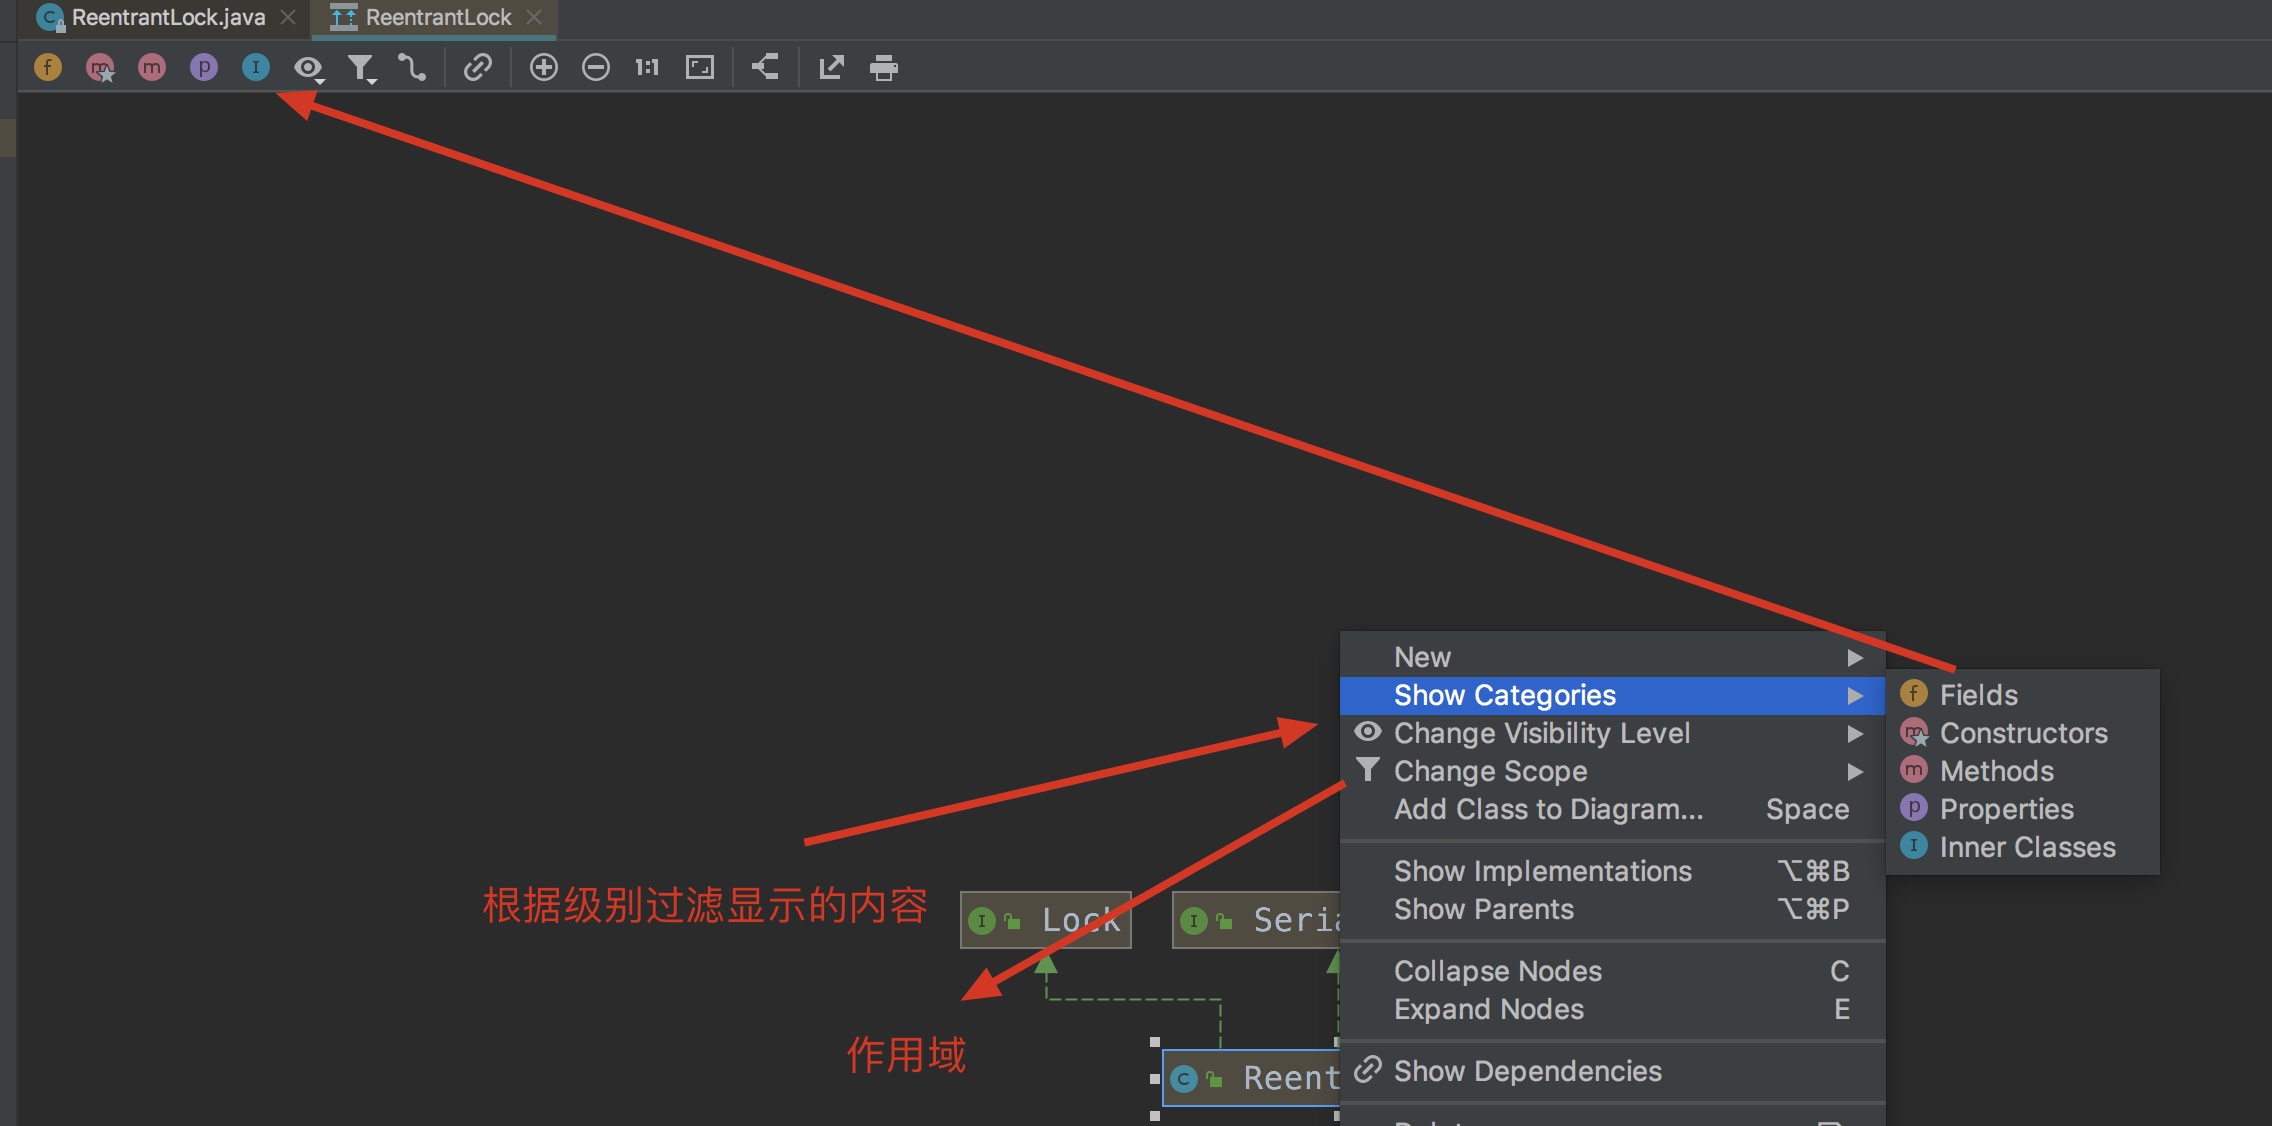 ReentrantLock.java
ReentrantLock
1:1
New
Show Categories
Change Visibility Level
Change Scope
Add Class to Diagram... Space
Show Implementations ⌥⌘B
Show Parents ⌥⌘P
Collapse Nodes C
Expand Nodes E
Show Dependencies
Fields
Constructors
Methods
Properties
Inner Classes
根据级别过滤显示的内容
Lock
Seria
作用域
Reent